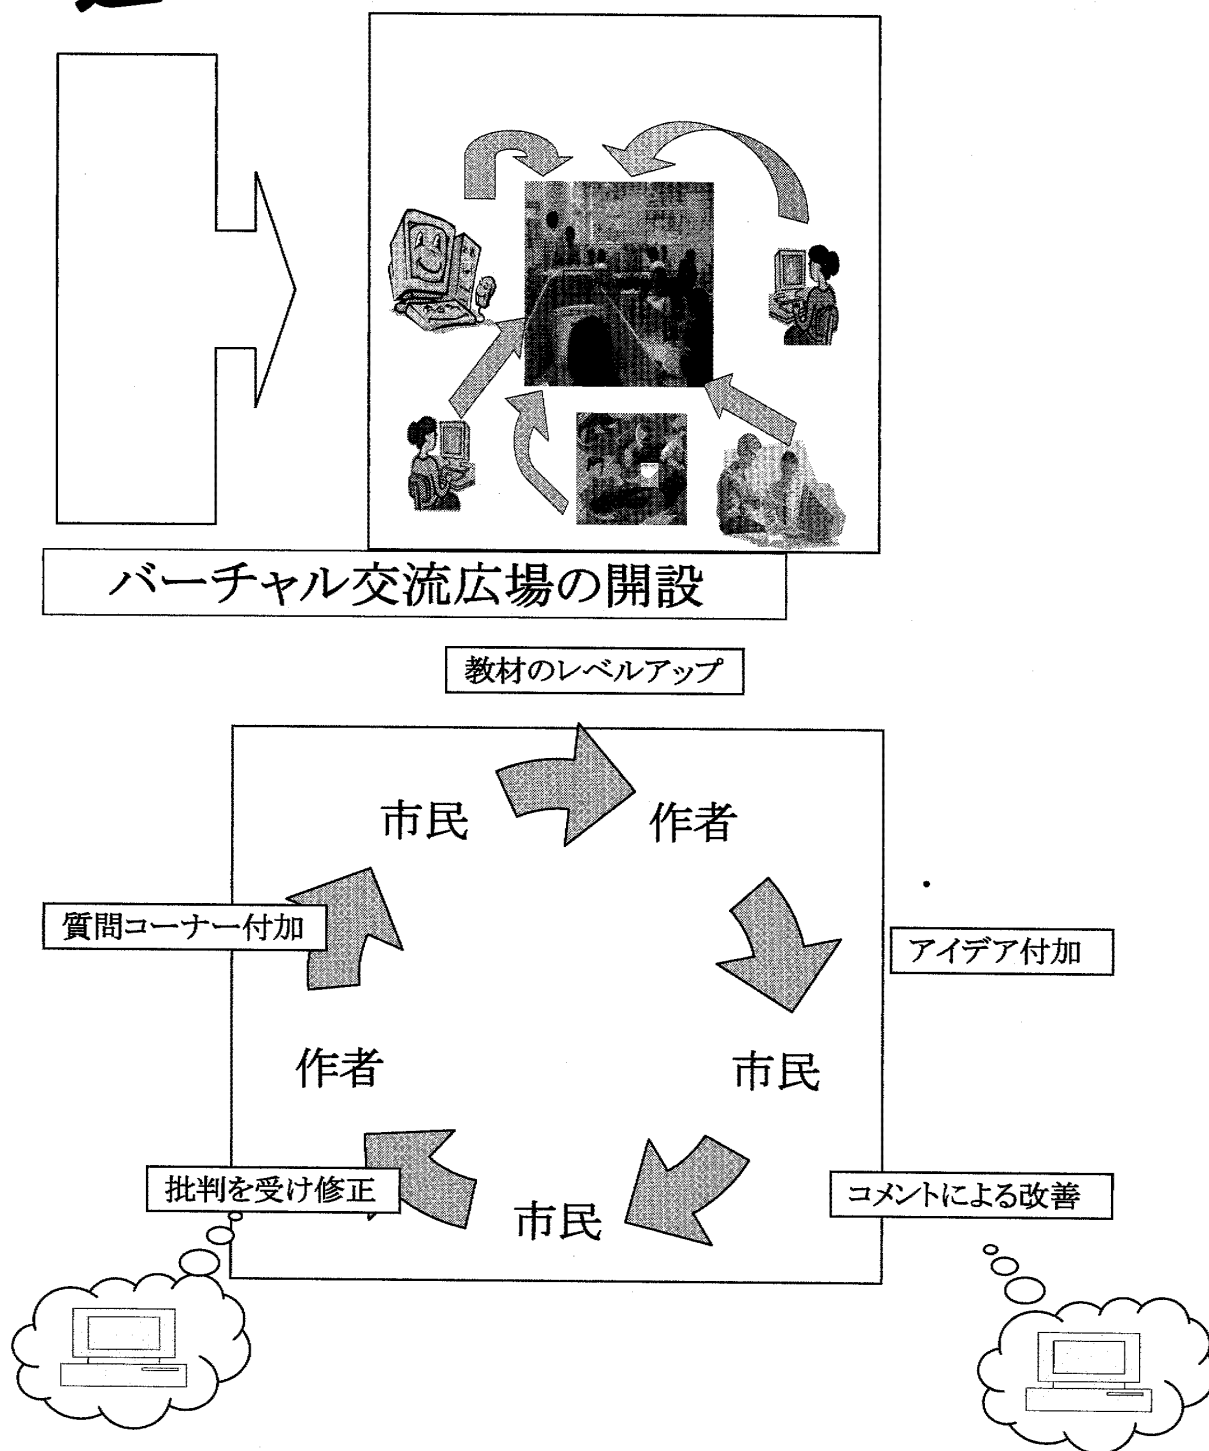 バーチャル交流広場の開設
教材のレベルアップ
市民
作者
質問コーナー付加
アイデア付加
作者
市民
批判を受け修正
市民
コメントによる改善